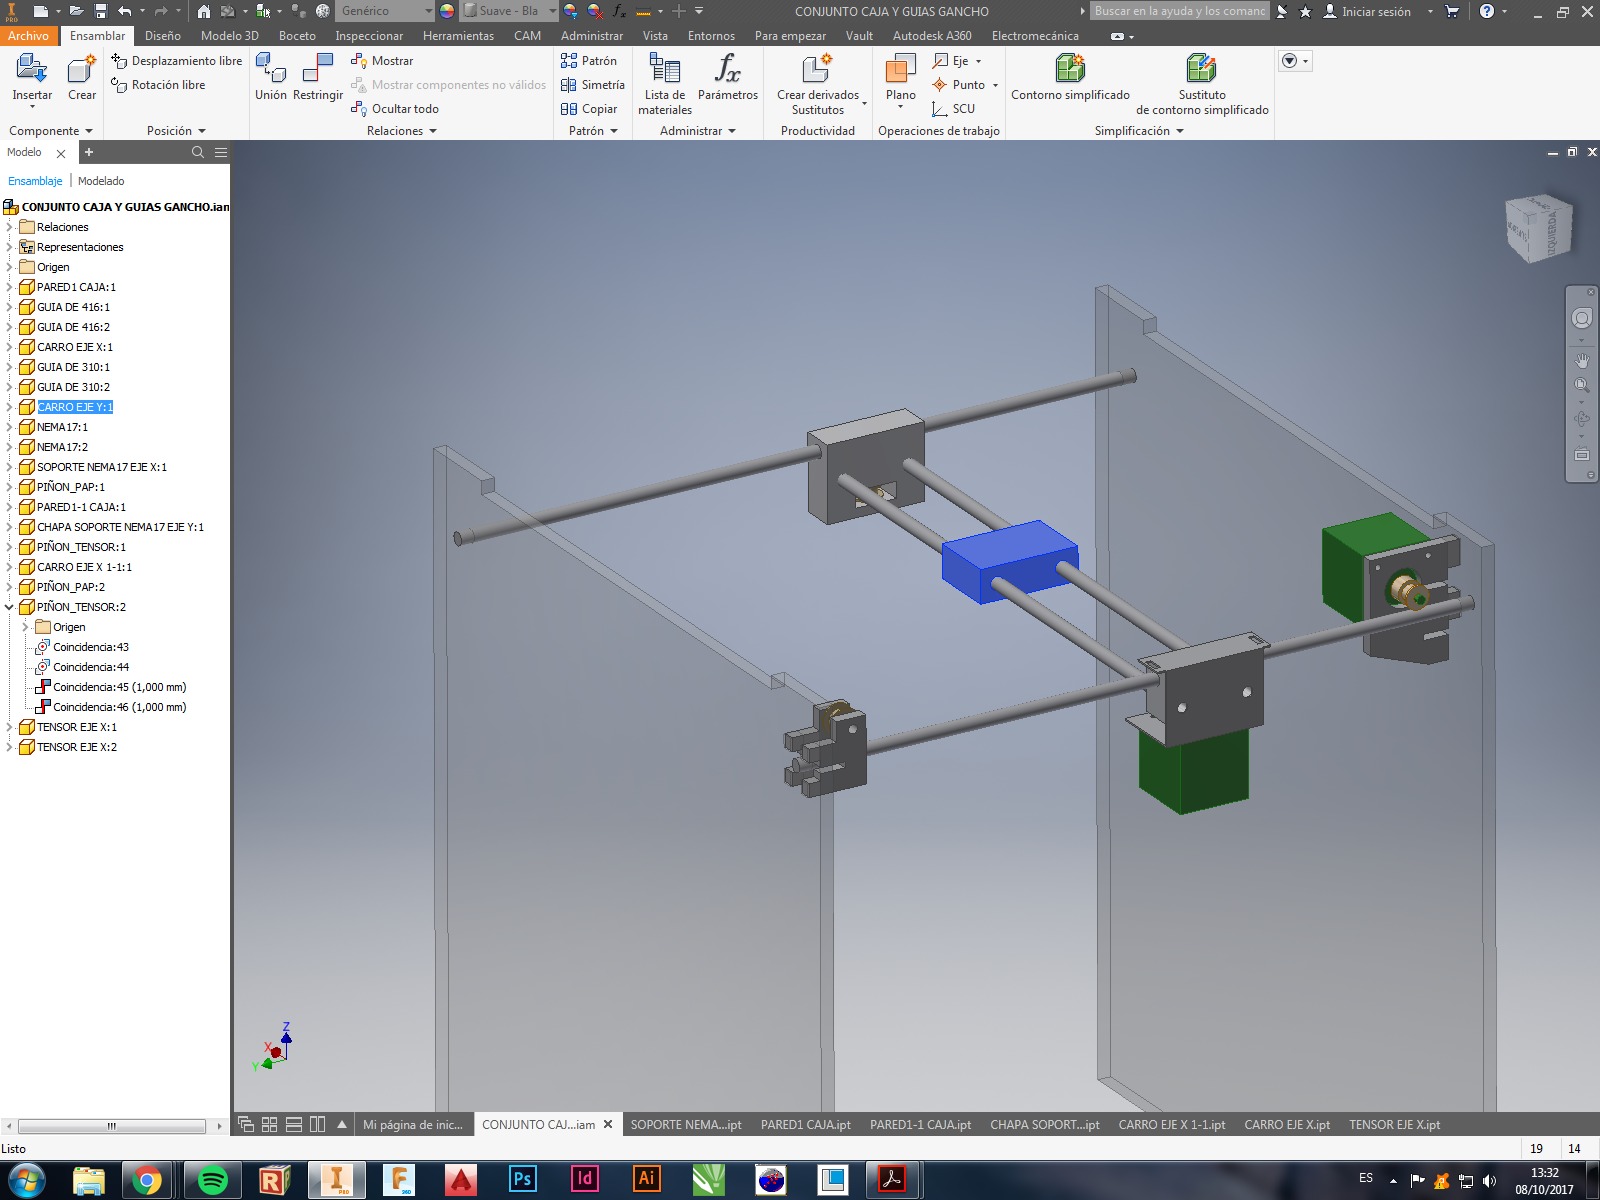 PRO
Genérico
Suave - Bla
CONJUNTO CAJA Y GUIAS GANCHO
Buscar en la ayuda y los comanc
Iniciar sesión
Archivo
Ensamblar
Diseño
Modelo 3D
Boceto
Inspeccionar
Herramientas
CAM
Administrar
Vista
Entornos
Para empezar
Vault
Autodesk A360
Electromecánica
Insertar
Crear
Desplazamiento libre
Rotación libre
Unión
Restringir
Mostrar
Mostrar componentes no válidos
Ocultar todo
Patrón
Simetría
Copiar
Lista de
materiales
Parámetros
Crear derivados
Sustitutos
Plano
Eje
Punto
SCU
Contorno simplificado
Sustituto
de contorno simplificado
Componente
Posición
Relaciones
Patrón
Administrar
Productividad
Operaciones de trabajo
Simplificación
Modelo
Ensamblaje
Modelado
CONJUNTO CAJA Y GUIAS GANCHO.iam
Relaciones
Representaciones
Origen
PARED1 CAJA:1
GUIA DE 416:1
GUIA DE 416:2
CARRO EJE X:1
GUIA DE 310:1
GUIA DE 310:2
CARRO EJE Y:1
NEMA17:1
NEMA17:2
SOPORTE NEMA17 EJE X:1
PIÑON_PAP:1
PARED1-1 CAJA:1
CHAPA SOPORTE NEMA17 EJE Y:1
PIÑON_TENSOR:1
CARRO EJE X 1-1:1
PIÑON_PAP:2
PIÑON_TENSOR:2
Origen
Coincidencia:43
Coincidencia:44
Coincidencia:45 (1,000 mm)
Coincidencia:46 (1,000 mm)
TENSOR EJE X:1
TENSOR EJE X:2
IZQUIERDA
Z
X
Y
Mi página de inic...
CONJUNTO CAJ...iam
SOPORTE NEMA...ipt
PARED1 CAJA.ipt
PARED1-1 CAJA.ipt
CHAPA SOPORT...ipt
CARRO EJE X 1-1.ipt
CARRO EJE X.ipt
TENSOR EJE X.ipt
Listo
19
14
Ps
Id
Ai
ES
13:32
08/10/2017